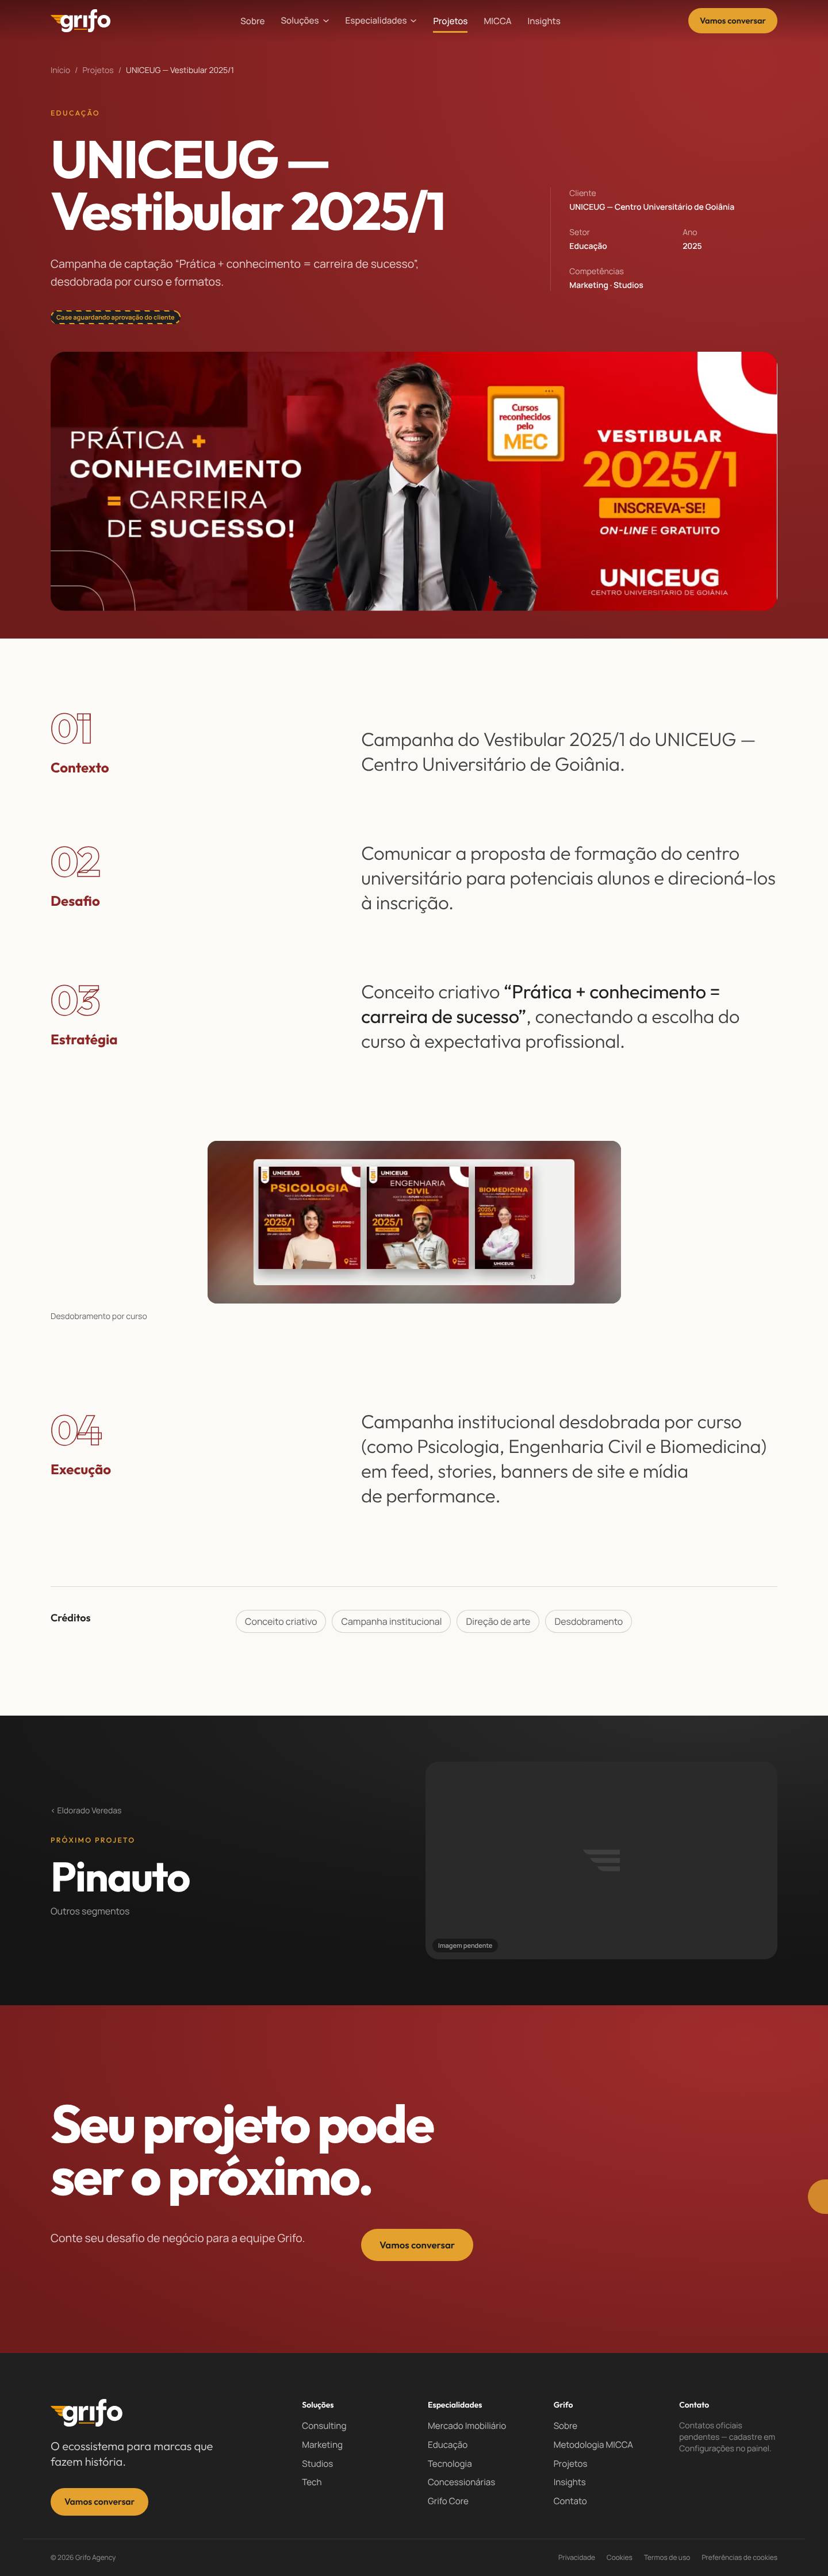 grifo
Sobre
Soluções
Especialidades
Projetos
MICCA
Insights
Vamos conversar
Início / Projetos / UNICEUG — Vestibular 2025/1
EDUCAÇÃO
UNICEUG —
Vestibular 2025/1
Campanha de captação “Prática + conhecimento = carreira de sucesso”,
desdobrada por curso e formatos.
Case aguardando aprovação do cliente
Cliente
UNICEUG — Centro Universitário de Goiânia
Setor
Educação
Ano
2025
Competências
Marketing · Studios
PRÁTICA +
CONHECIMENTO
= CARREIRA
DE SUCESSO!
Cursos
reconhecidos
pelo
MEC
VESTIBULAR
2025/1
INSCREVA-SE!
ON-LINE E GRATUITO
UNICEUG
CENTRO UNIVERSITÁRIO DE GOIÂNIA
01
Contexto
Campanha do Vestibular 2025/1 do UNICEUG —
Centro Universitário de Goiânia.
02
Desafio
Comunicar a proposta de formação do centro
universitário para potenciais alunos e direcioná-los
à inscrição.
03
Estratégia
Conceito criativo “Prática + conhecimento =
carreira de sucesso”, conectando a escolha do
curso à expectativa profissional.
UNICEUG
PSICOLOGIA
VESTIBULAR
2025/1
UNICEUG
ENGENHARIA
CIVIL
VESTIBULAR
2025/1
UNICEUG
BIOMEDICINA
2025/1
Desdobramento por curso
04
Execução
Campanha institucional desdobrada por curso
(como Psicologia, Engenharia Civil e Biomedicina)
em feed, stories, banners de site e mídia
de performance.
Créditos
Conceito criativo
Campanha institucional
Direção de arte
Desdobramento
‹ Eldorado Veredas
PRÓXIMO PROJETO
Pinauto
Outros segmentos
Imagem pendente
Seu projeto pode
ser o próximo.
Conte seu desafio de negócio para a equipe Grifo.
Vamos conversar
grifo
O ecossistema para marcas que
fazem história.
Vamos conversar
Soluções
Consulting
Marketing
Studios
Tech
Especialidades
Mercado Imobiliário
Educação
Tecnologia
Concessionárias
Grifo Core
Grifo
Sobre
Metodologia MICCA
Projetos
Insights
Contato
Contato
Contatos oficiais
pendentes — cadastre em
Configurações no painel.
© 2026 Grifo Agency
Privacidade
Cookies
Termos de uso
Preferências de cookies